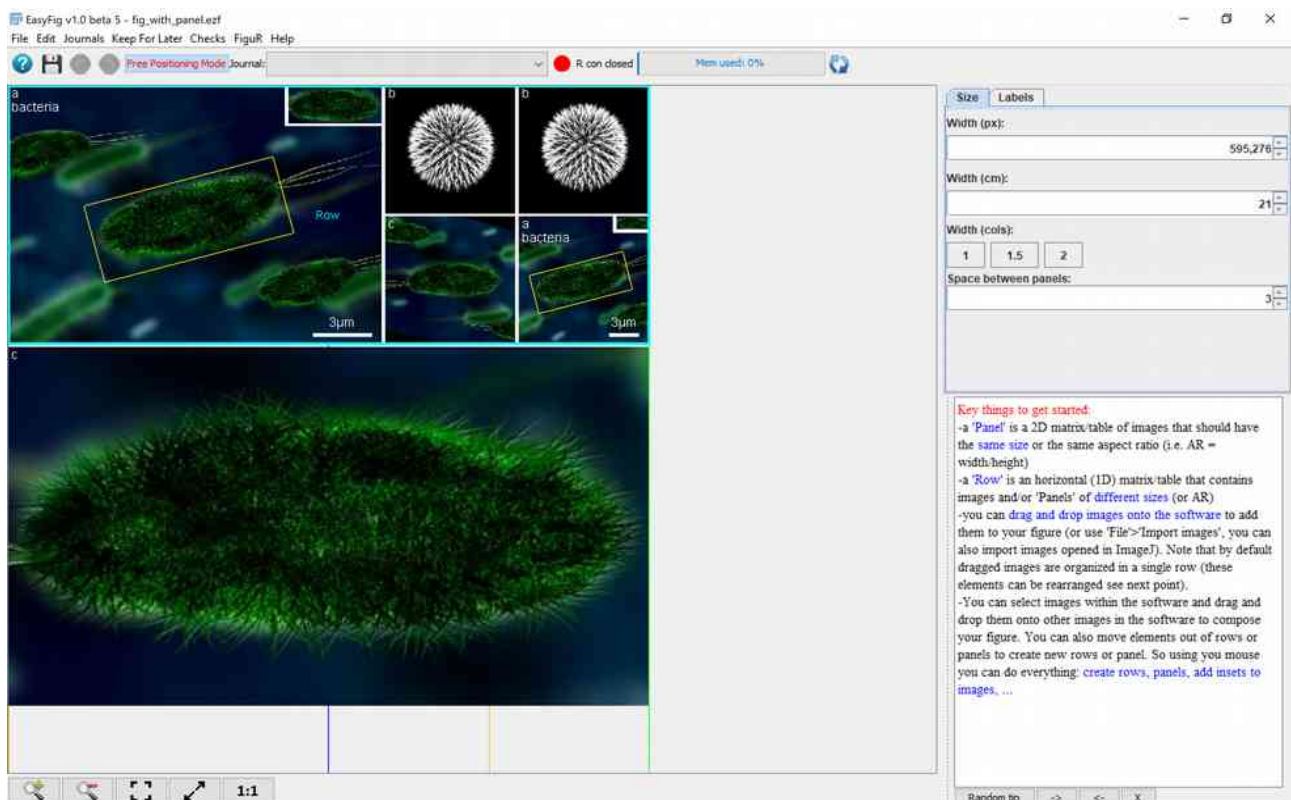 EasyFig v1.0 beta 5 - fig_with_panel.ezf
File Edit Journals Keep For Later Checks FiguR Help
Free Positioning Mode Journal:
R con closed
Mem used: 0%
a
bacteria
Row
3μm
b
b
c
a
bacteria
c
Size Labels
Width (px):
595,276
Width (cm):
21
Width (cols):
1 1.5 2
Space between panels:
3
Key things to get started:
-a 'Panel' is a 2D matrix/table of images that should have
the same size or the same aspect ratio (i.e. AR =
width/height)
-a 'Row' is an horizontal (1D) matrix/table that contains
images and/or 'Panels' of different sizes (or AR)
-you can drag and drop images onto the software to add
them to your figure (or use 'File'>'Import images', you can
also import images opened in ImageJ). Note that by default
dragged images are organized in a single row (these
elements can be rearranged see next point).
-You can select images within the software and drag and
drop them onto other images in the software to compose
your figure. You can also move elements out of rows or
panels to create new rows or panel. So using you mouse
you can do everything: create rows, panels, add insets to
images, ...
1:1
Random tip -> <- X
3μm